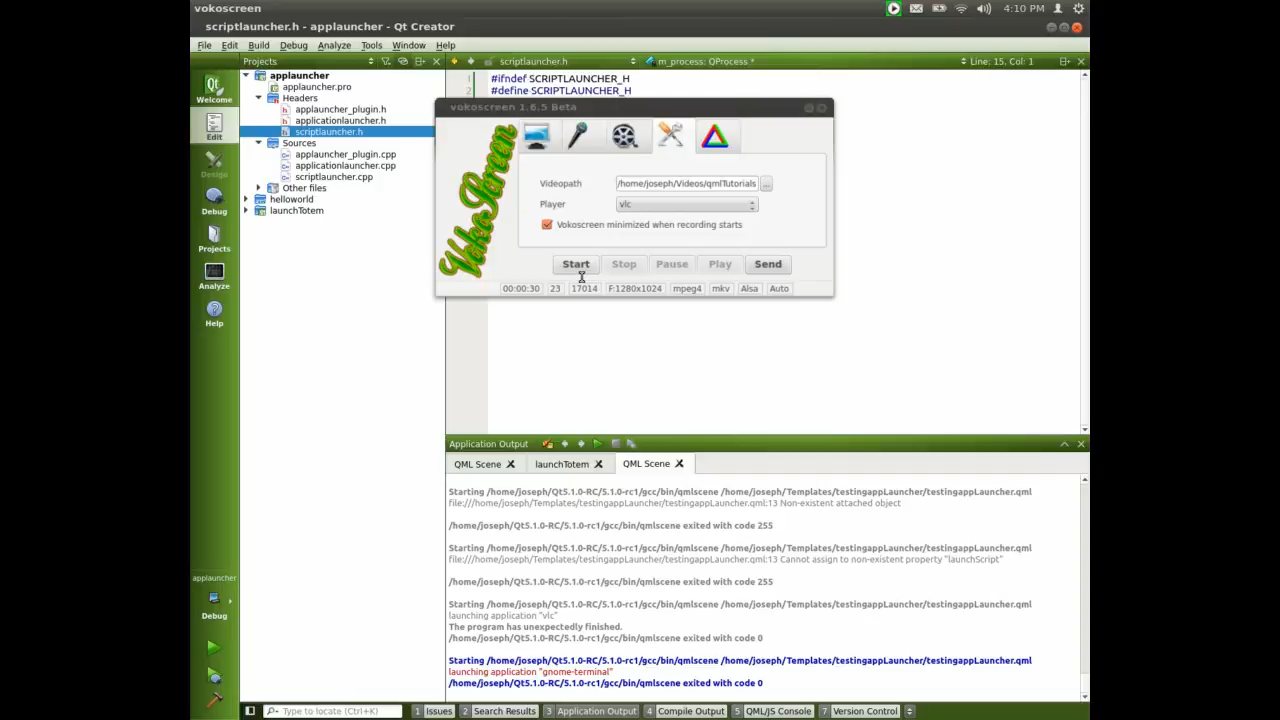 vokoscreen
4:10 PM
scriptlauncher.h - applauncher - Qt Creator
File Edit Build Debug Analyze Tools Window Help
Projects
scriptlauncher.h
m_process: QProcess *
Line: 15, Col: 1
Welcome
Edit
Design
Debug
Projects
Analyze
Help
applauncher
Debug
applauncher
applauncher.pro
Headers
applauncher_plugin.h
applicationlauncher.h
scriptlauncher.h
Sources
applauncher_plugin.cpp
applicationlauncher.cpp
scriptlauncher.cpp
Other files
helloworld
launchTotem
1 #ifndef SCRIPTLAUNCHER_H
2 #define SCRIPTLAUNCHER_H
vokoscreen 1.6.5 Beta
VokoScreen
Videopath /home/joseph/Videos/qmlTutorials ...
Player vlc
Vokoscreen minimized when recording starts
Start Stop Pause Play Send
00:00:30 23 17014 F:1280x1024 mpeg4 mkv Alsa Auto
Application Output
QML Scene launchTotem QML Scene
Starting /home/joseph/Qt5.1.0-RC/5.1.0-rc1/gcc/bin/qmlscene /home/joseph/Templates/testingappLauncher/testingappLauncher.qml
file:///home/joseph/Templates/testingappLauncher/testingappLauncher.qml:13 Non-existent attached object
/home/joseph/Qt5.1.0-RC/5.1.0-rc1/gcc/bin/qmlscene exited with code 255
Starting /home/joseph/Qt5.1.0-RC/5.1.0-rc1/gcc/bin/qmlscene /home/joseph/Templates/testingappLauncher/testingappLauncher.qml
file:///home/joseph/Templates/testingappLauncher/testingappLauncher.qml:13 Cannot assign to non-existent property "launchScript"
/home/joseph/Qt5.1.0-RC/5.1.0-rc1/gcc/bin/qmlscene exited with code 255
Starting /home/joseph/Qt5.1.0-RC/5.1.0-rc1/gcc/bin/qmlscene /home/joseph/Templates/testingappLauncher/testingappLauncher.qml
launching application "vlc"
The program has unexpectedly finished.
/home/joseph/Qt5.1.0-RC/5.1.0-rc1/gcc/bin/qmlscene exited with code 0
Starting /home/joseph/Qt5.1.0-RC/5.1.0-rc1/gcc/bin/qmlscene /home/joseph/Templates/testingappLauncher/testingappLauncher.qml
launching application "gnome-terminal"
/home/joseph/Qt5.1.0-RC/5.1.0-rc1/gcc/bin/qmlscene exited with code 0
Type to locate (Ctrl+K) 1 Issues 2 Search Results 3 Application Output 4 Compile Output 5 QML/JS Console 7 Version Control